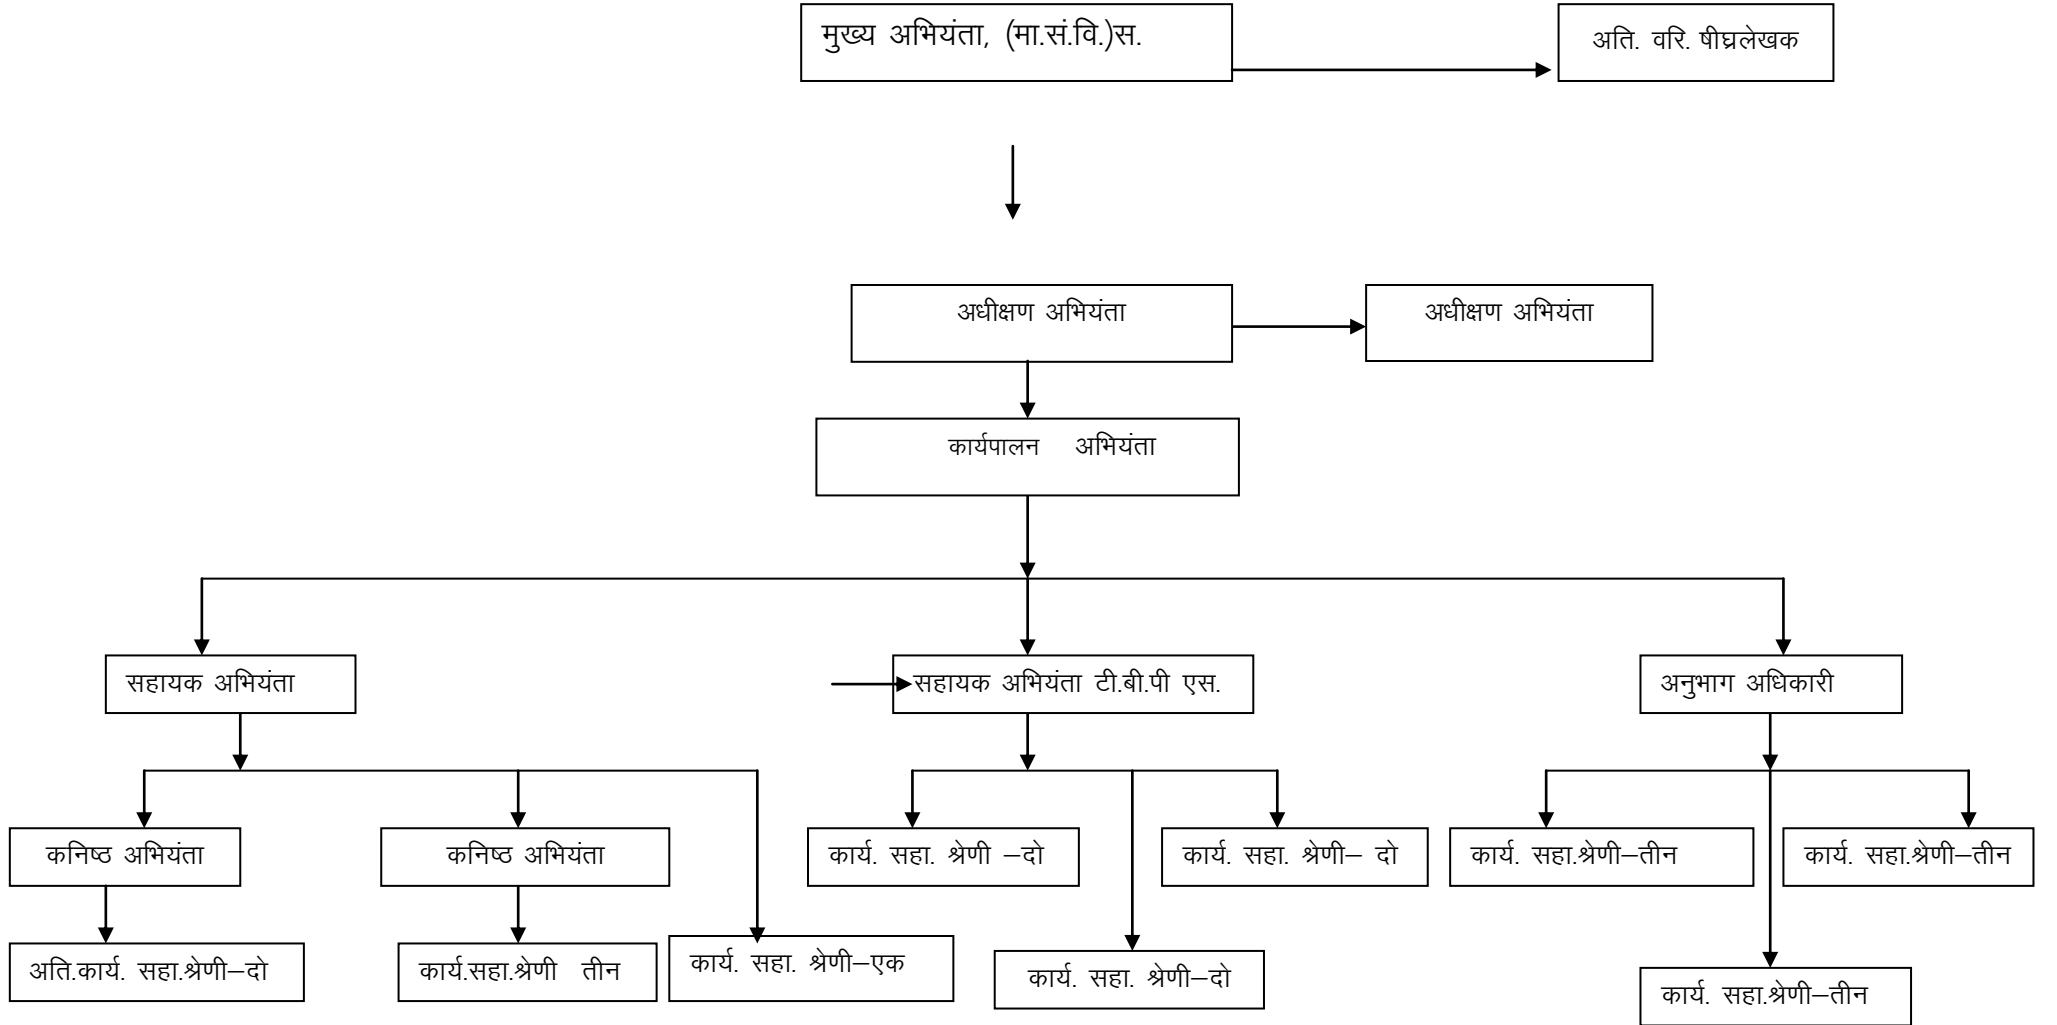 मुख्य अभियंता, (मा.सं.वि.)स.
अति. वरि. षीघ्रलेखक
अधीक्षण अभियंता
अधीक्षण अभियंता
कार्यपालन अभियंता
सहायक अभियंता
सहायक अभियंता टी.बी.पी एस.
अनुभाग अधिकारी
कनिष्ठ अभियंता
कनिष्ठ अभियंता
कार्य. सहा. श्रेणी –दो
कार्य. सहा. श्रेणी– दो
कार्य. सहा.श्रेणी–तीन
कार्य. सहा.श्रेणी–तीन
अति.कार्य. सहा.श्रेणी–दो
कार्य.सहा.श्रेणी तीन
कार्य. सहा. श्रेणी–एक
कार्य. सहा. श्रेणी–दो
कार्य. सहा.श्रेणी–तीन